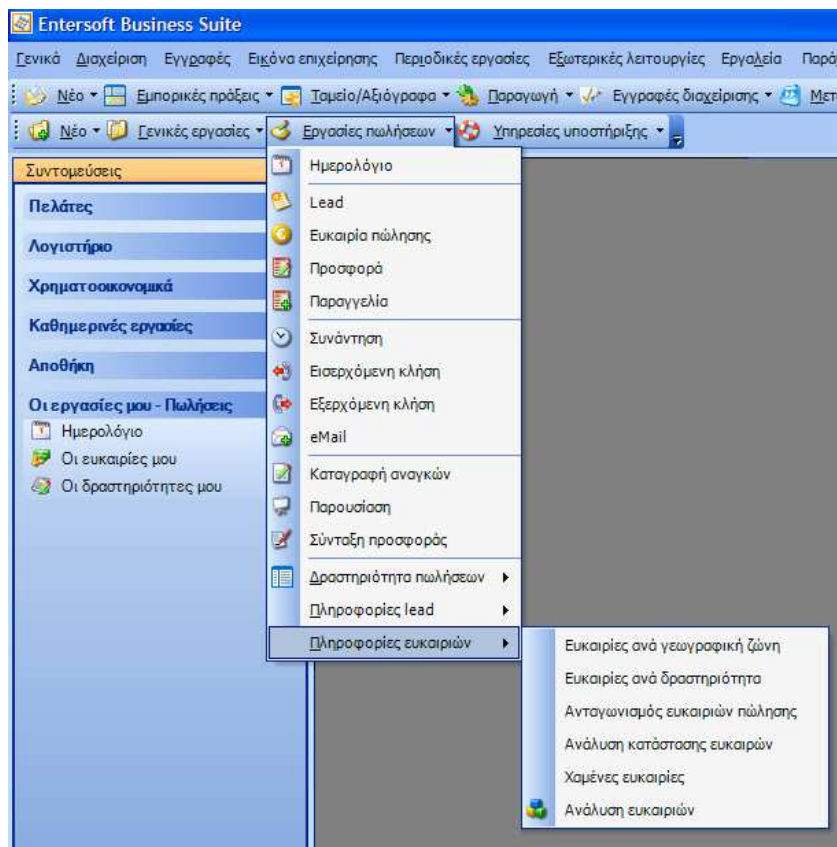 Entersoft Business Suite
Γενικά Διαχείριση Εγγραφές Εικόνα επιχείρησης Περιοδικές εργασίες Εξωτερικές λειτουργίες Εργαλεία Παρά
Νέο Εμπορικές πράξεις Ταμείο/Αξιόγραφα Παραγωγή Εγγραφές διαχείρισης Μετ
Νέο Γενικές εργασίες Εργασίες πωλήσεων Υπηρεσίες υποστήριξης
Συντομεύσεις
Πελάτες
Λογιστήριο
Χρηματοοικονομικά
Καθημερινές εργασίες
Αποθήκη
Οι εργασίες μου - Πωλήσεις
Ημερολόγιο
Οι ευκαιρίες μου
Οι δραστηριότητες μου
Ημερολόγιο
Lead
Ευκαιρία πώλησης
Προσφορά
Παραγγελία
Συνάντηση
Εισερχόμενη κλήση
Εξερχόμενη κλήση
eMail
Καταγραφή αναγκών
Παρουσίαση
Σύνταξη προσφοράς
Δραστηριότητα πωλήσεων
Πληροφορίες lead
Πληροφορίες ευκαιριών
Ευκαιρίες ανά γεωγραφική ζώνη
Ευκαιρίες ανά δραστηριότητα
Ανταγωνισμός ευκαιριών πώλησης
Ανάλυση κατάστασης ευκαιρών
Χαμένες ευκαιρίες
Ανάλυση ευκαιριών